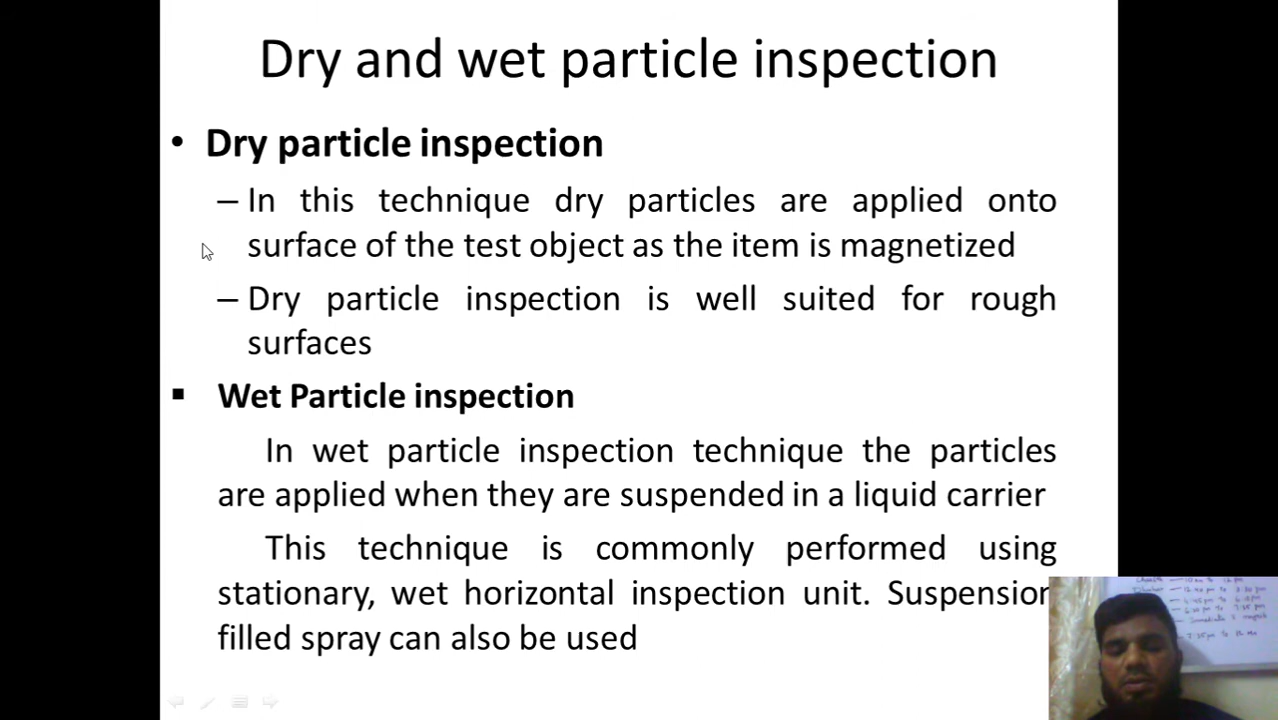 Dry and wet particle inspection
• Dry particle inspection
– In this technique dry particles are applied onto
surface of the test object as the item is magnetized
– Dry particle inspection is well suited for rough
surfaces
▪ Wet Particle inspection
In wet particle inspection technique the particles
are applied when they are suspended in a liquid carrier
This technique is commonly performed using
stationary, wet horizontal inspection unit. Suspension
filled spray can also be used